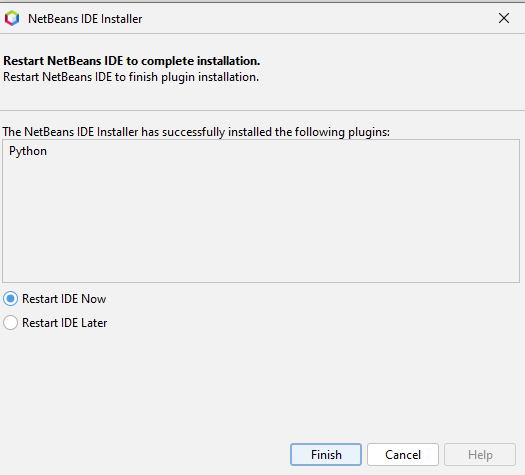 NetBeans IDE Installer
Restart NetBeans IDE to complete installation.
Restart NetBeans IDE to finish plugin installation.
The NetBeans IDE Installer has successfully installed the following plugins:
Python
Restart IDE Now
Restart IDE Later
Finish Cancel Help